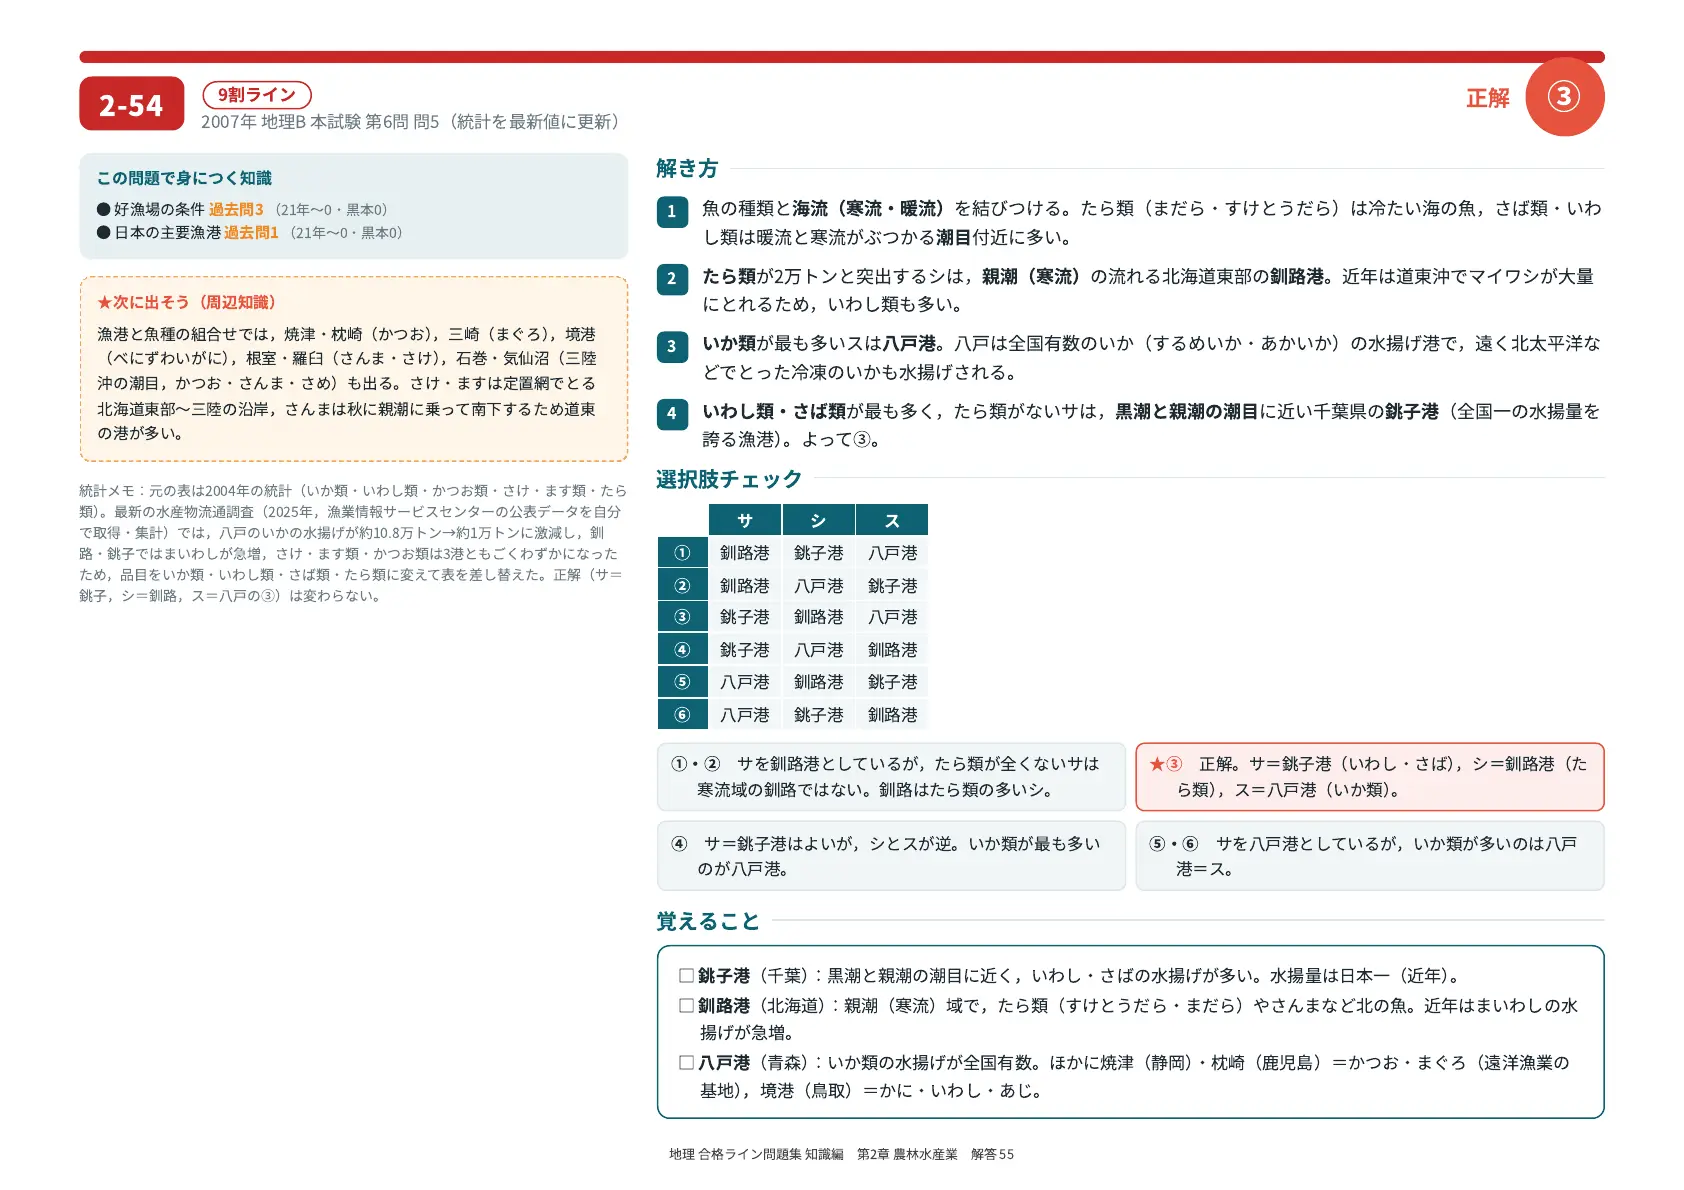 2-54
9割ライン
2007年 地理B 本試験 第6問 問5（統計を最新値に更新）
正解 ③
この問題で身につく知識
●好漁場の条件 過去問3 （21年〜0・黒本0）
●日本の主要漁港 過去問1 （21年〜0・黒本0）
★次に出そう（周辺知識）
漁港と魚種の組合せでは，焼津・枕崎（かつお），三崎（まぐろ），境港
（べにずわいがに），根室・羅臼（さんま・さけ），石巻・気仙沼（三陸
沖の潮目，かつお・さんま・さめ）も出る。さけ・ますは定置網でとる
北海道東部〜三陸の沿岸，さんまは秋に親潮に乗って南下するため道東
の港が多い。
統計メモ：元の表は2004年の統計（いか類・いわし類・かつお類・さけ・ます類・たら
類）。最新の水産物流通調査（2025年，漁業情報サービスセンターの公表データを自分
で取得・集計）では，八戸のいかの水揚げが約10.8万トン→約1万トンに激減し，釧
路・銚子ではまいわしが急増，さけ・ます類・かつお類は3港ともごくわずかになった
ため，品目をいか類・いわし類・さば類・たら類に変えて表を差し替えた。正解（サ＝
銚子，シ＝釧路，ス＝八戸の③）は変わらない。
解き方
1 魚の種類と海流（寒流・暖流）を結びつける。たら類（まだら・すけとうだら）は冷たい海の魚，さば類・いわ
し類は暖流と寒流がぶつかる潮目付近に多い。
2 たら類が2万トンと突出するシは，親潮（寒流）の流れる北海道東部の釧路港。近年は道東沖でマイワシが大量
にとれるため，いわし類も多い。
3 いか類が最も多いスは八戸港。八戸は全国有数のいか（するめいか・あかいか）の水揚げ港で，遠く北太平洋な
どでとった冷凍のいかも水揚げされる。
4 いわし類・さば類が最も多く，たら類がないサは，黒潮と親潮の潮目に近い千葉県の銚子港（全国一の水揚量を
誇る漁港）。よって③。
選択肢チェック
サ シ ス
① 釧路港 銚子港 八戸港
② 釧路港 八戸港 銚子港
③ 銚子港 釧路港 八戸港
④ 銚子港 八戸港 釧路港
⑤ 八戸港 釧路港 銚子港
⑥ 八戸港 銚子港 釧路港
①・② サを釧路港としているが，たら類が全くないサは
寒流域の釧路ではない。釧路はたら類の多いシ。
★③ 正解。サ＝銚子港（いわし・さば），シ＝釧路港（た
ら類），ス＝八戸港（いか類）。
④ サ＝銚子港はよいが，シとスが逆。いか類が最も多い
のが八戸港。
⑤・⑥ サを八戸港としているが，いか類が多いのは八戸
港＝ス。
覚えること
□ 銚子港（千葉）：黒潮と親潮の潮目に近く，いわし・さばの水揚げが多い。水揚量は日本一（近年）。
□ 釧路港（北海道）：親潮（寒流）域で，たら類（すけとうだら・まだら）やさんまなど北の魚。近年はまいわしの水
揚げが急増。
□ 八戸港（青森）：いか類の水揚げが全国有数。ほかに焼津（静岡）・枕崎（鹿児島）＝かつお・まぐろ（遠洋漁業の
基地），境港（鳥取）＝かに・いわし・あじ。
地理 合格ライン問題集 知識編 第2章 農林水産業 解答55